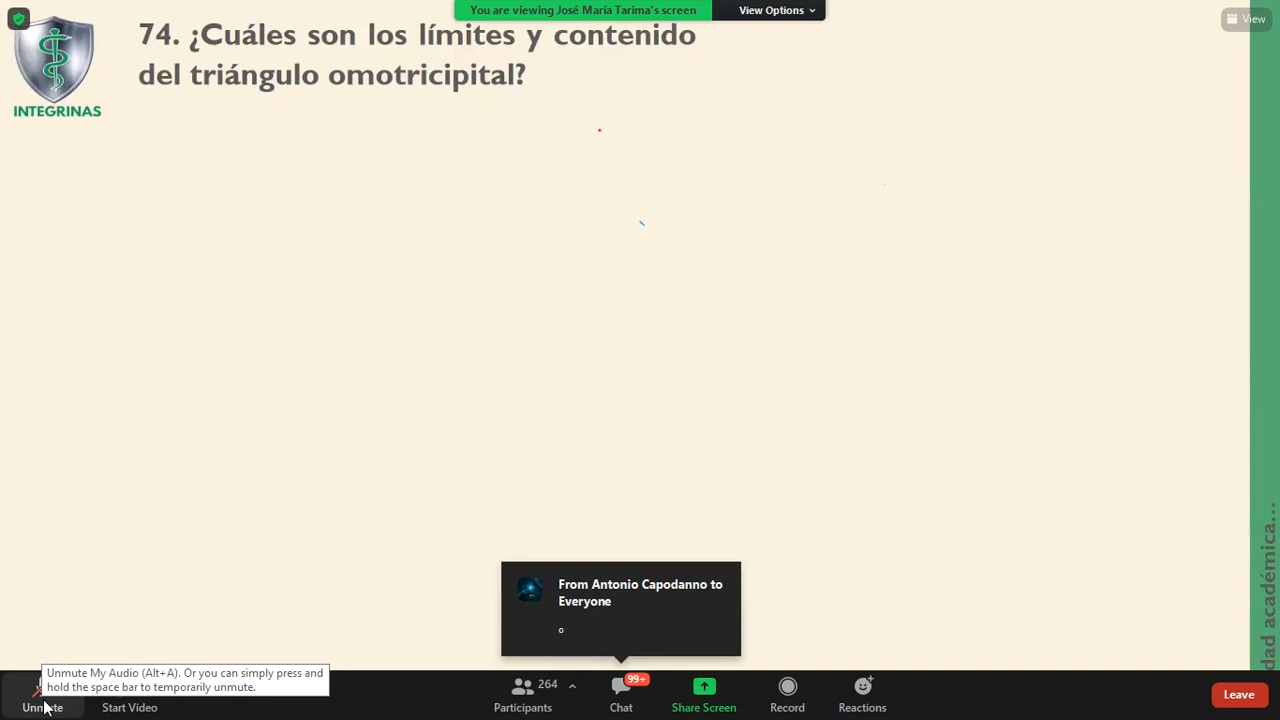 You are viewing José María Tarima's screen
View Options
View
74. ¿Cuáles son los límites y contenido
del triángulo omotricipital?
INTEGRINAS
dad académica...
From Antonio Capodanno to
Everyone
o
Unmute My Audio (Alt+A). Or you can simply press and
hold the space bar to temporarily unmute.
Unmute
Start Video
264
Participants
99+
Chat
Share Screen
Record
Reactions
Leave